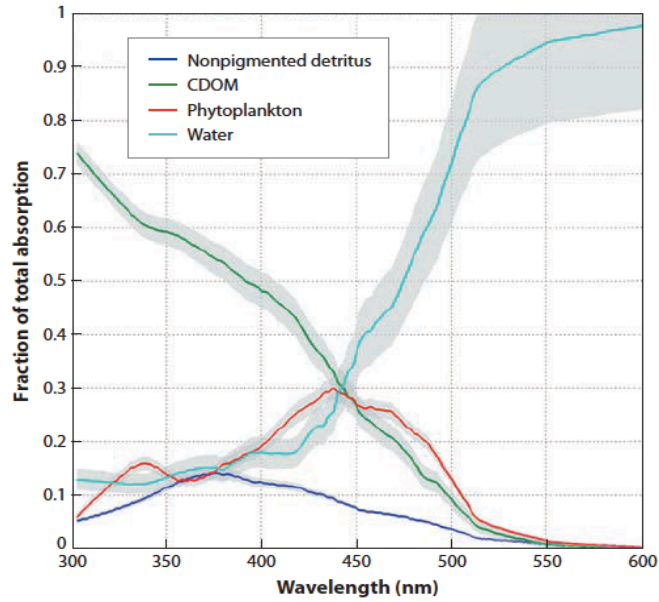 Fraction of total absorption
1
0.9
0.8
0.7
0.6
0.5
0.4
0.3
0.2
0.1
0
Nonpigmented detritus
CDOM
Phytoplankton
Water
300 350 400 450 500 550 600
Wavelength (nm)